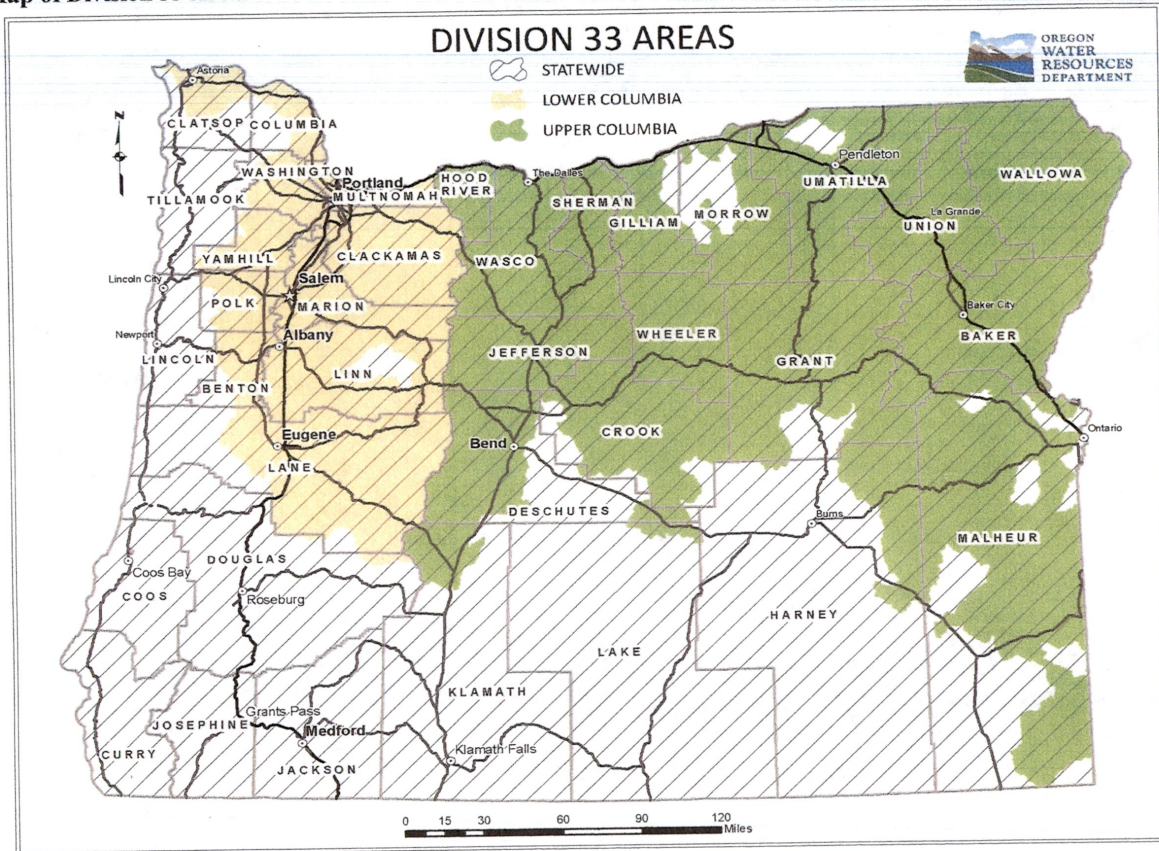 DIVISION 33 AREAS
STATEWIDE
LOWER COLUMBIA
UPPER COLUMBIA
OREGON
WATER
RESOURCES
DEPARTMENT
N
Astoria
CLATSOP
COLUMBIA
WASHINGTON
Portland
MULTNOMAH
HOOD
RIVER
The Dalles
Pendleton
UMATILLA
WALLOWA
TILLAMOOK
SHERMAN
GILLIAM
MORROW
La Grande
UNION
YAMHILL
CLACKAMAS
WASCO
Lincoln City
Salem
POLK
MARION
Baker City
Newport
Albany
WHEELER
BAKER
LINCOLN
JEFFERSON
GRANT
BENTON
LINN
Eugene
Bend
CROOK
Ontario
LANE
DESCHUTES
Burns
MALHEUR
DOUGLAS
Coos Bay
COOS
Roseburg
HARNEY
LAKE
KLAMATH
Grants Pass
JOSEPHINE
Medford
CURRY
Klamath Falls
JACKSON
0 15 30 60 90 120
Miles